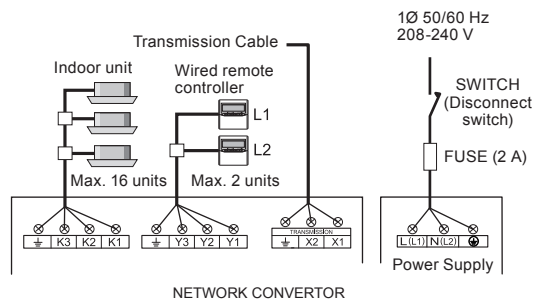 1Ø 50/60 Hz
208-240 V
Transmission Cable
Indoor unit
Wired remote
controller
L1
L2
SWITCH
(Disconnect
switch)
FUSE (2 A)
Max. 16 units
Max. 2 units
⏚ K3 K2 K1
⏚ Y3 Y2 Y1
TRANSMISSION
⏚ X2 X1
L(L1) N(L2) ⏚
Power Supply
NETWORK CONVERTOR